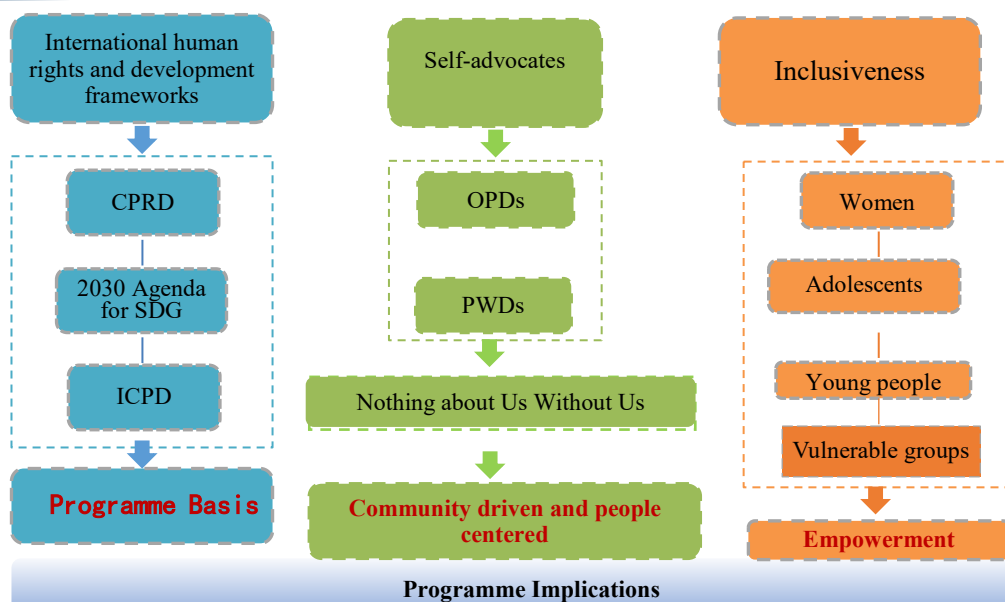 International human
rights and development
frameworks
CPRD
2030 Agenda
for SDG
ICPD
Programme Basis
Self-advocates
OPDs
PWDs
Nothing about Us Without Us
Community driven and people
centered
Inclusiveness
Women
Adolescents
Young people
Vulnerable groups
Empowerment
Programme Implications